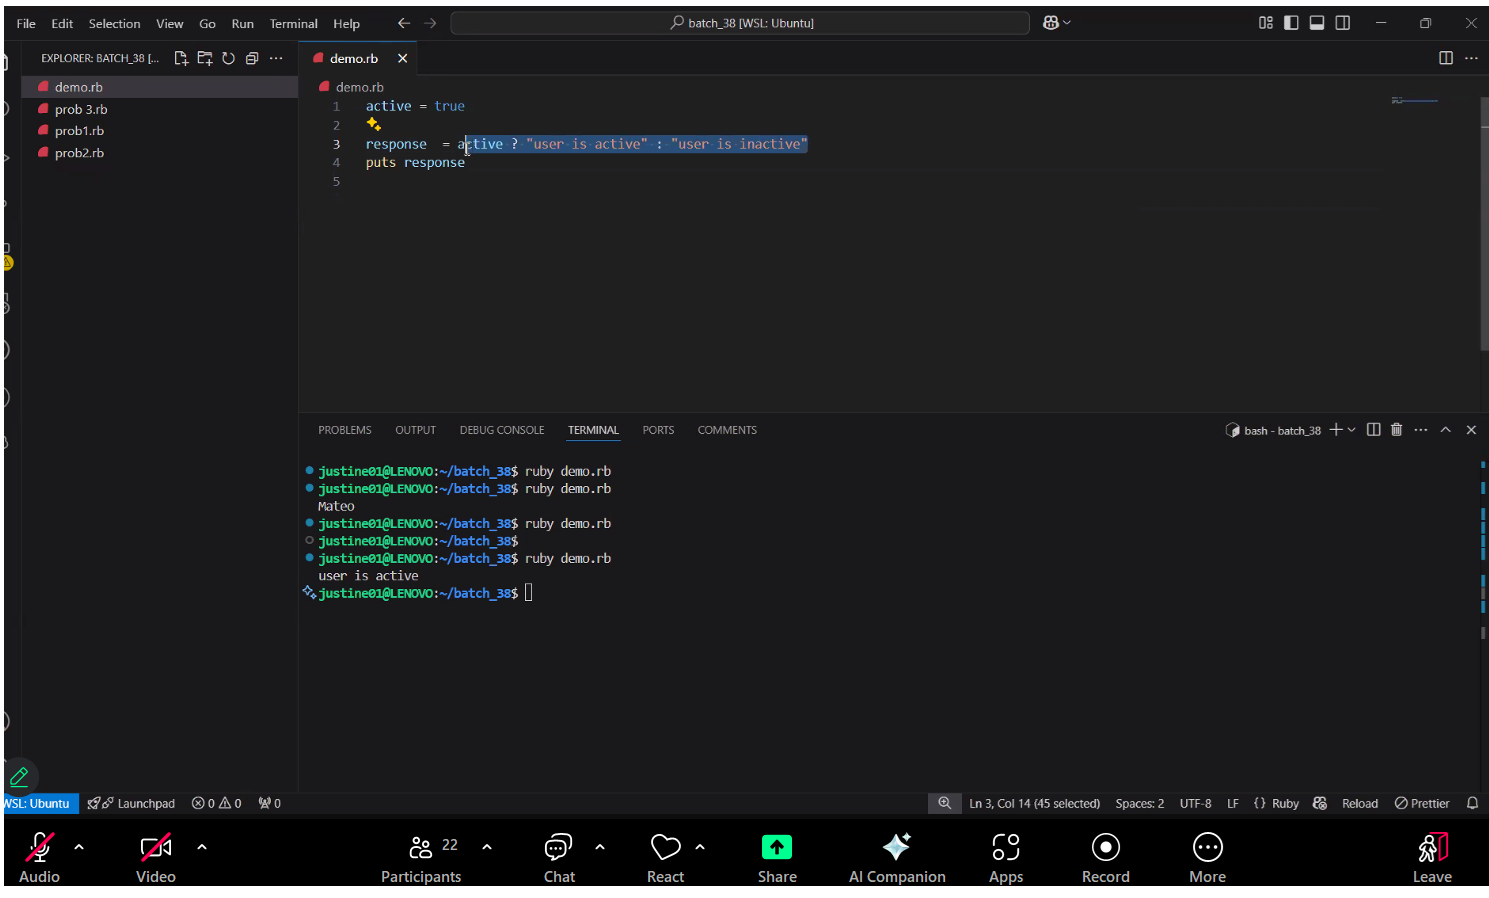 File Edit Selection View Go Run Terminal Help
batch_38 [WSL: Ubuntu]
EXPLORER: BATCH_38 [...
demo.rb
prob 3.rb
prob1.rb
prob2.rb
demo.rb
demo.rb
1 active = true
2
3 response  = active ? "user is active" : "user is inactive"
4 puts response
5
PROBLEMS OUTPUT DEBUG CONSOLE TERMINAL PORTS COMMENTS
bash - batch_38
justine01@LENOVO:~/batch_38$ ruby demo.rb
justine01@LENOVO:~/batch_38$ ruby demo.rb
Mateo
justine01@LENOVO:~/batch_38$ ruby demo.rb
justine01@LENOVO:~/batch_38$
justine01@LENOVO:~/batch_38$ ruby demo.rb
user is active
justine01@LENOVO:~/batch_38$
WSL: Ubuntu Launchpad 0 0 0 Ln 3, Col 14 (45 selected) Spaces: 2 UTF-8 LF {} Ruby Reload Prettier
22
Audio Video Participants Chat React Share AI Companion Apps Record More Leave